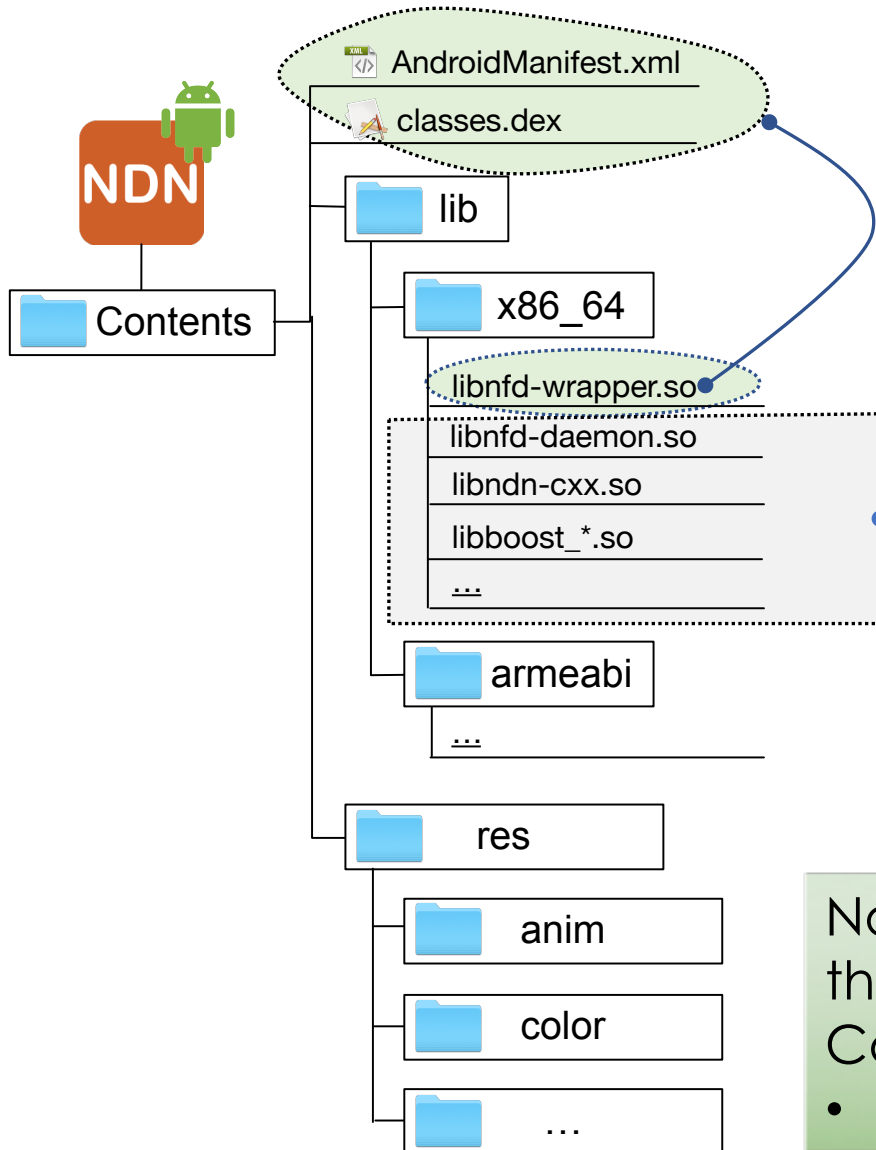 AndroidManifest.xml
classes.dex
NDN
lib
x86_64
Contents
libnfd-wrapper.so
libnfd-daemon.so
libndn-cxx.so
libboost_*.so
...
armeabi
...
res
anim
color
...